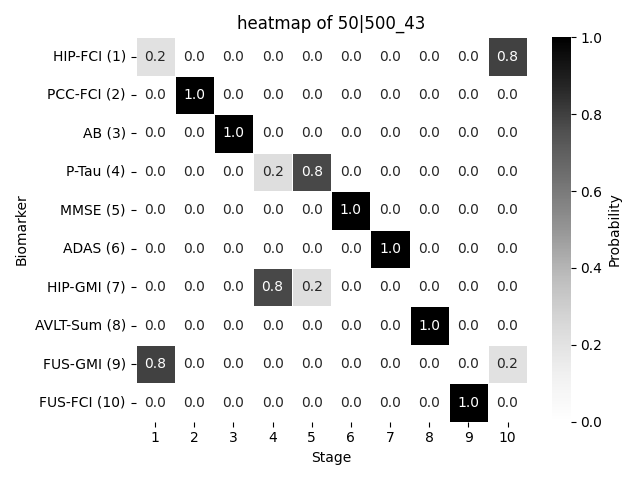 heatmap of 50|500_43
HIP-FCI (1) 0.2 0.0 0.0 0.0 0.0 0.0 0.0 0.0 0.0 0.8
PCC-FCI (2) 0.0 1.0 0.0 0.0 0.0 0.0 0.0 0.0 0.0 0.0
AB (3) 0.0 0.0 1.0 0.0 0.0 0.0 0.0 0.0 0.0 0.0
P-Tau (4) 0.0 0.0 0.0 0.2 0.8 0.0 0.0 0.0 0.0 0.0
MMSE (5) 0.0 0.0 0.0 0.0 0.0 1.0 0.0 0.0 0.0 0.0
ADAS (6) 0.0 0.0 0.0 0.0 0.0 0.0 1.0 0.0 0.0 0.0
HIP-GMI (7) 0.0 0.0 0.0 0.8 0.2 0.0 0.0 0.0 0.0 0.0
AVLT-Sum (8) 0.0 0.0 0.0 0.0 0.0 0.0 0.0 1.0 0.0 0.0
FUS-GMI (9) 0.8 0.0 0.0 0.0 0.0 0.0 0.0 0.0 0.0 0.2
FUS-FCI (10) 0.0 0.0 0.0 0.0 0.0 0.0 0.0 0.0 1.0 0.0
1 2 3 4 5 6 7 8 9 10
Stage
Biomarker
1.0
0.8
0.6
0.4
0.2
0.0
Probability